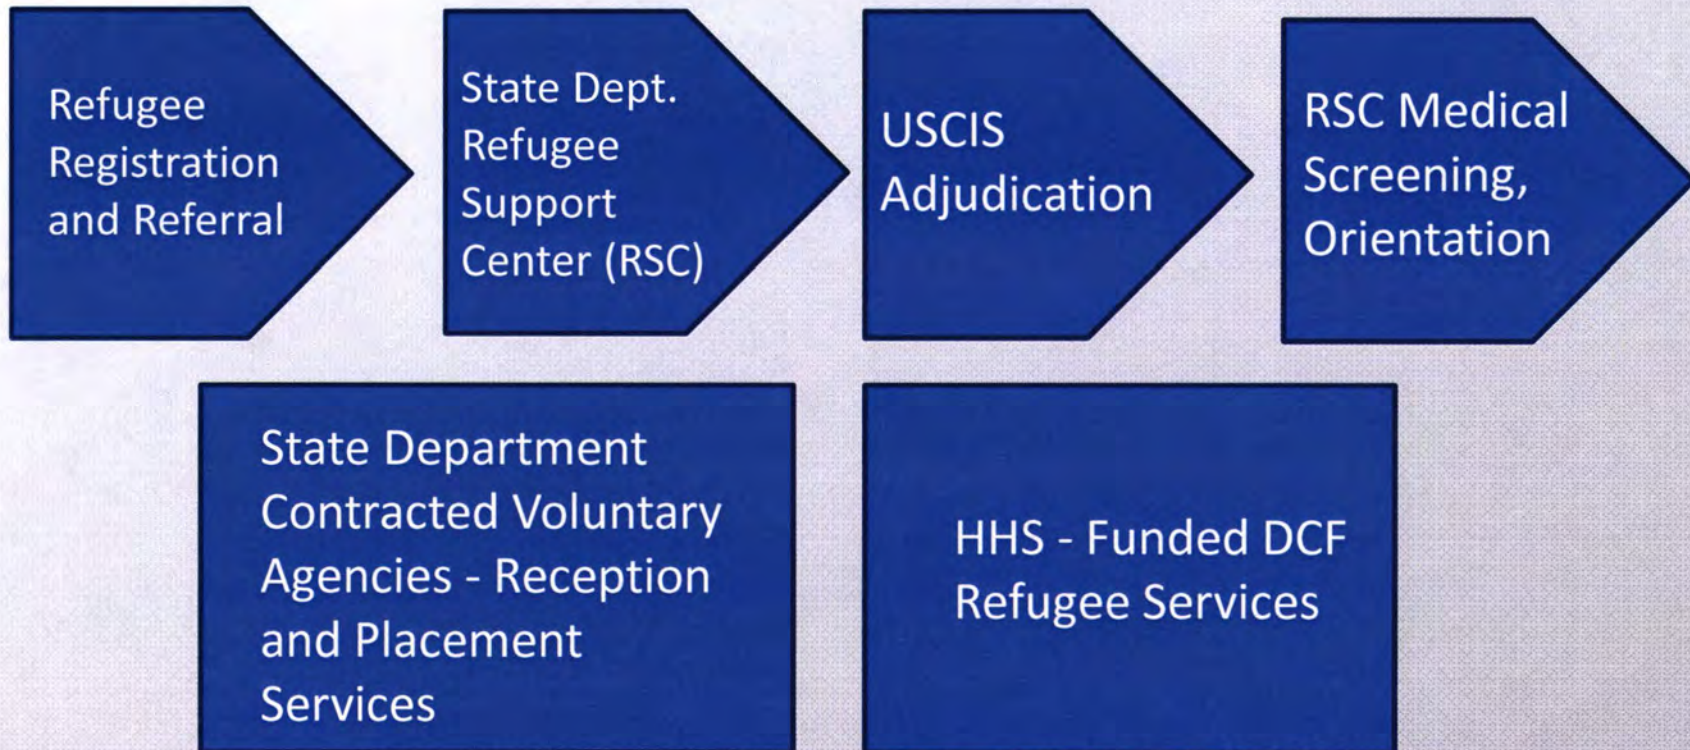 Refugee
Registration
and Referral
State Dept.
Refugee
Support
Center (RSC)
USCIS
Adjudication
RSC Medical
Screening,
Orientation
State Department
Contracted Voluntary
Agencies - Reception
and Placement
Services
HHS - Funded DCF
Refugee Services